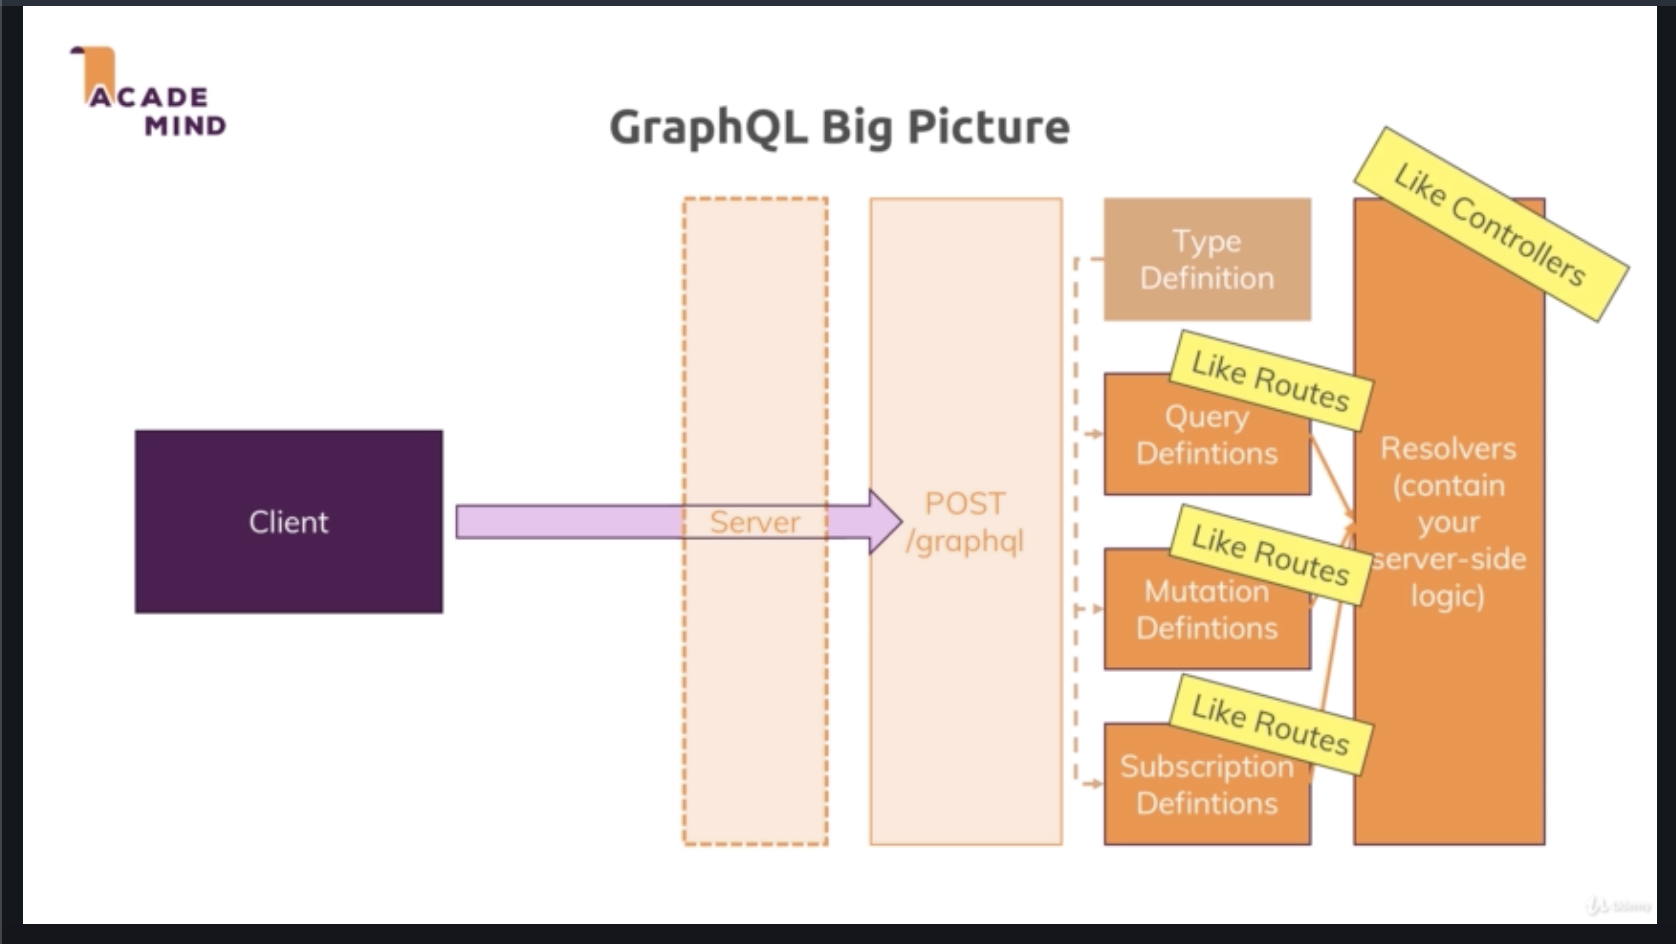 ACADE
MIND
GraphQL Big Picture
Client
Server
POST
/graphql
Type
Definition
Like Routes
Query
Defintions
Like Routes
Mutation
Defintions
Like Routes
Subscription
Defintions
Like Controllers
Resolvers
(contain
your
server-side
logic)
Udemy